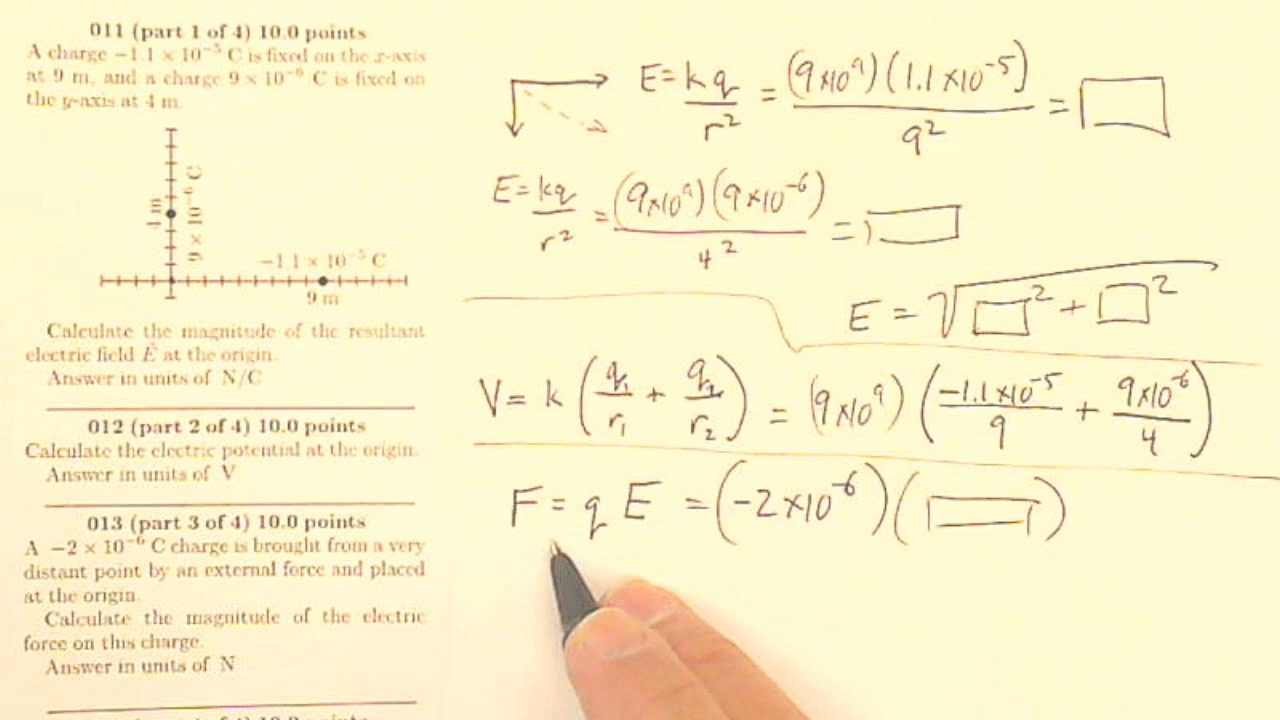 011 (part 1 of 4) 10.0 points
A charge −1.1 × 10⁻⁵ C is fixed on the x-axis
at 9 m, and a charge 9 × 10⁻⁶ C is fixed on
the y-axis at 4 m.
4 m
9 × 10⁻⁶ C
−1.1 × 10⁻⁵ C
9 m
Calculate the magnitude of the resultant
electric field E⃗ at the origin.
Answer in units of N/C
012 (part 2 of 4) 10.0 points
Calculate the electric potential at the origin.
Answer in units of V
013 (part 3 of 4) 10.0 points
A −2 × 10⁻⁶ C charge is brought from a very
distant point by an external force and placed
at the origin.
Calculate the magnitude of the electric
force on this charge.
Answer in units of N
E = kq/r² = (9×10⁹)(1.1×10⁻⁵)/9² = □
E = kq/r² = (9×10⁹)(9×10⁻⁶)/4² = □
E = √(□² + □²)
V = k(q₁/r₁ + q₂/r₂) = (9×10⁹)(−1.1×10⁻⁵/9 + 9×10⁻⁶/4)
F = qE = (−2×10⁻⁶)(□)